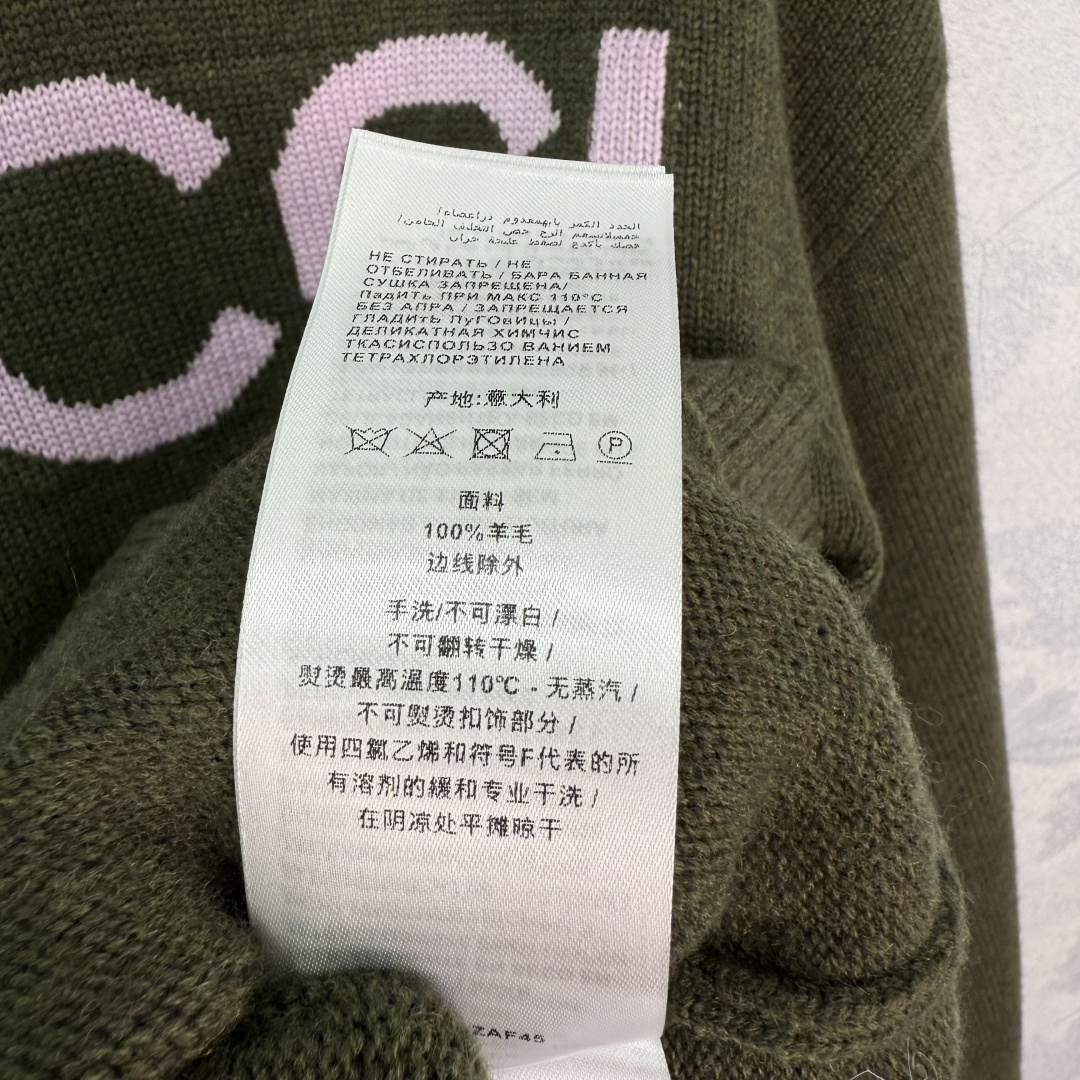 CCI
НЕ СТИРАТЬ / НЕ
ОТБЕЛИВАТЬ / БАРА БАННАЯ
СУШКА ЗАПРЕЩЕНА/
ПаДИТЬ ПРИ МАКС 110°C
БЕЗ АПРА / ЗАПРЕЩАЕТСЯ
ГЛАДИТЬ ПУГОВИЦЫ /
ДЕЛИКАТНАЯ ХИМЧИС
ТКАСИСПОЛЬЗО ВАНИЕМ
ТЕТРАХЛОРЭТИЛЕНА
产地:意大利
P
面料
100%羊毛
边线除外
手洗/不可漂白 /
不可翻转干燥 /
熨烫最高温度110℃ - 无蒸汽 /
不可熨烫扣饰部分 /
使用四氯乙烯和符号F代表的所
有溶剂的缓和专业干洗 /
在阴凉处平摊晾干
ZAF45